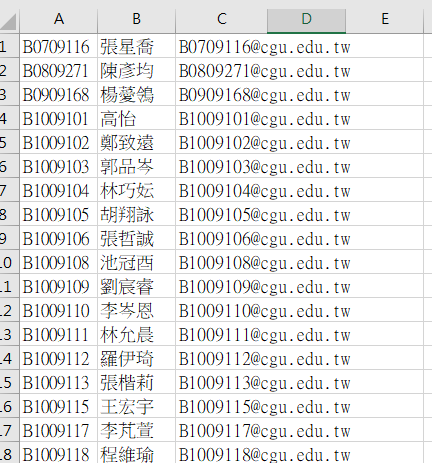 A B C D E
1 B0709116 張星喬 B0709116@cgu.edu.tw
2 B0809271 陳彥均 B0809271@cgu.edu.tw
3 B0909168 楊薆鴒 B0909168@cgu.edu.tw
4 B1009101 高怡 B1009101@cgu.edu.tw
5 B1009102 鄭致遠 B1009102@cgu.edu.tw
6 B1009103 郭品岑 B1009103@cgu.edu.tw
7 B1009104 林巧妘 B1009104@cgu.edu.tw
8 B1009105 胡翔詠 B1009105@cgu.edu.tw
9 B1009106 張哲誠 B1009106@cgu.edu.tw
10 B1009108 池冠酉 B1009108@cgu.edu.tw
11 B1009109 劉宸睿 B1009109@cgu.edu.tw
12 B1009110 李岑恩 B1009110@cgu.edu.tw
13 B1009111 林允晨 B1009111@cgu.edu.tw
14 B1009112 羅伊琦 B1009112@cgu.edu.tw
15 B1009113 張楷莉 B1009113@cgu.edu.tw
16 B1009115 王宏宇 B1009115@cgu.edu.tw
17 B1009117 李芃萱 B1009117@cgu.edu.tw
18 B1009118 程維瑜 B1009118@cgu.edu.tw